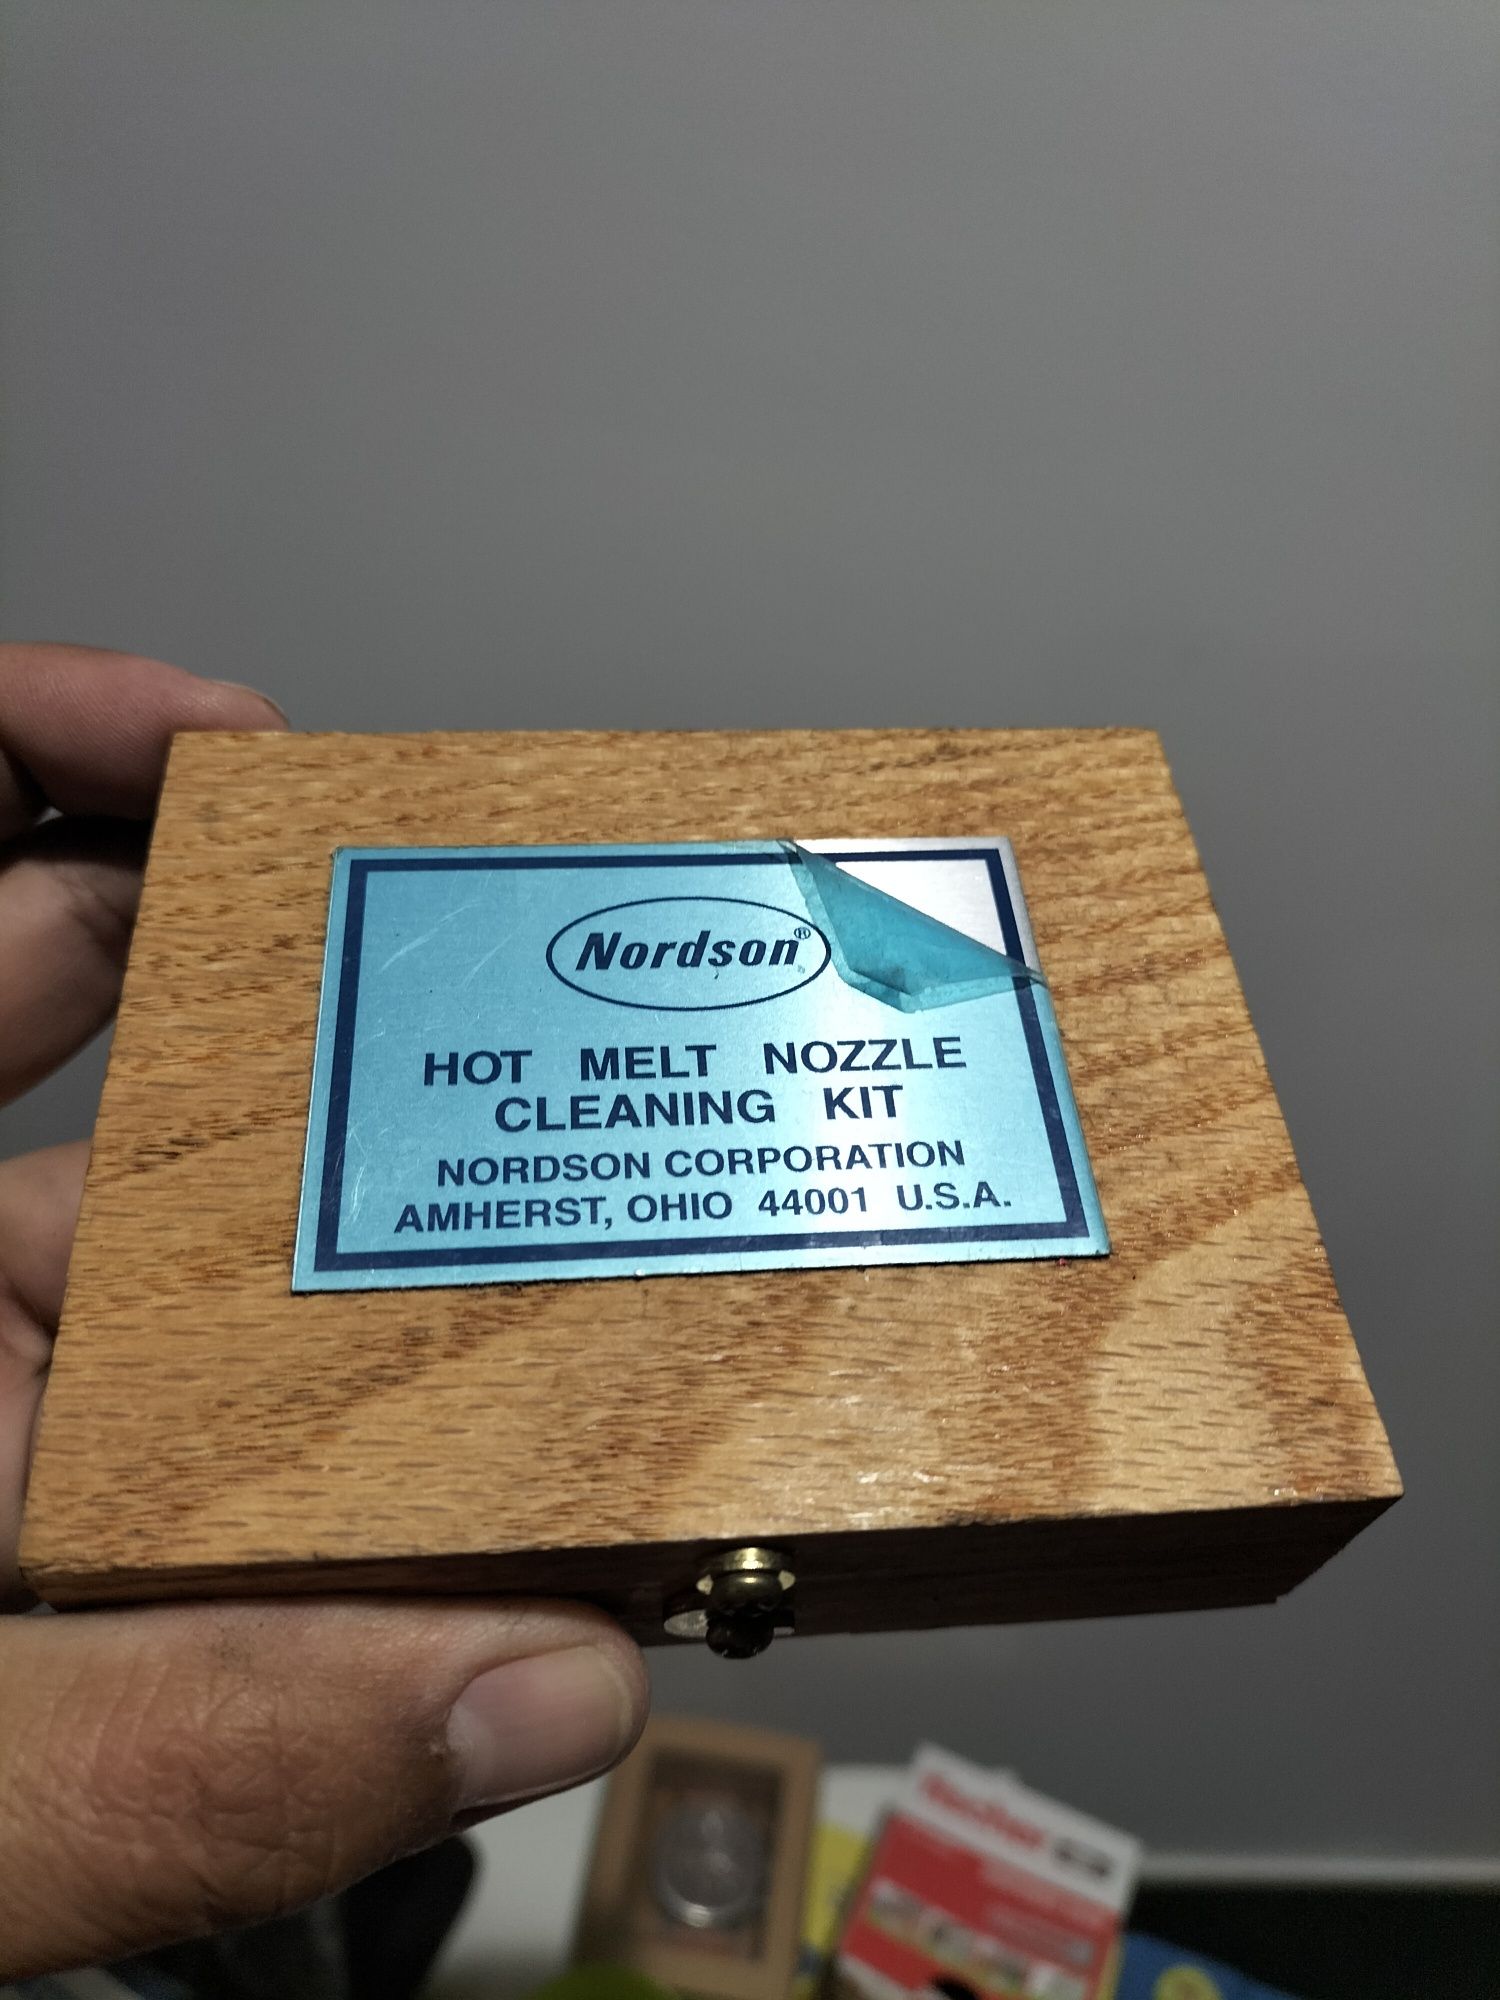 Nordson®
HOT MELT NOZZLE
CLEANING KIT
NORDSON CORPORATION
AMHERST, OHIO 44001 U.S.A.